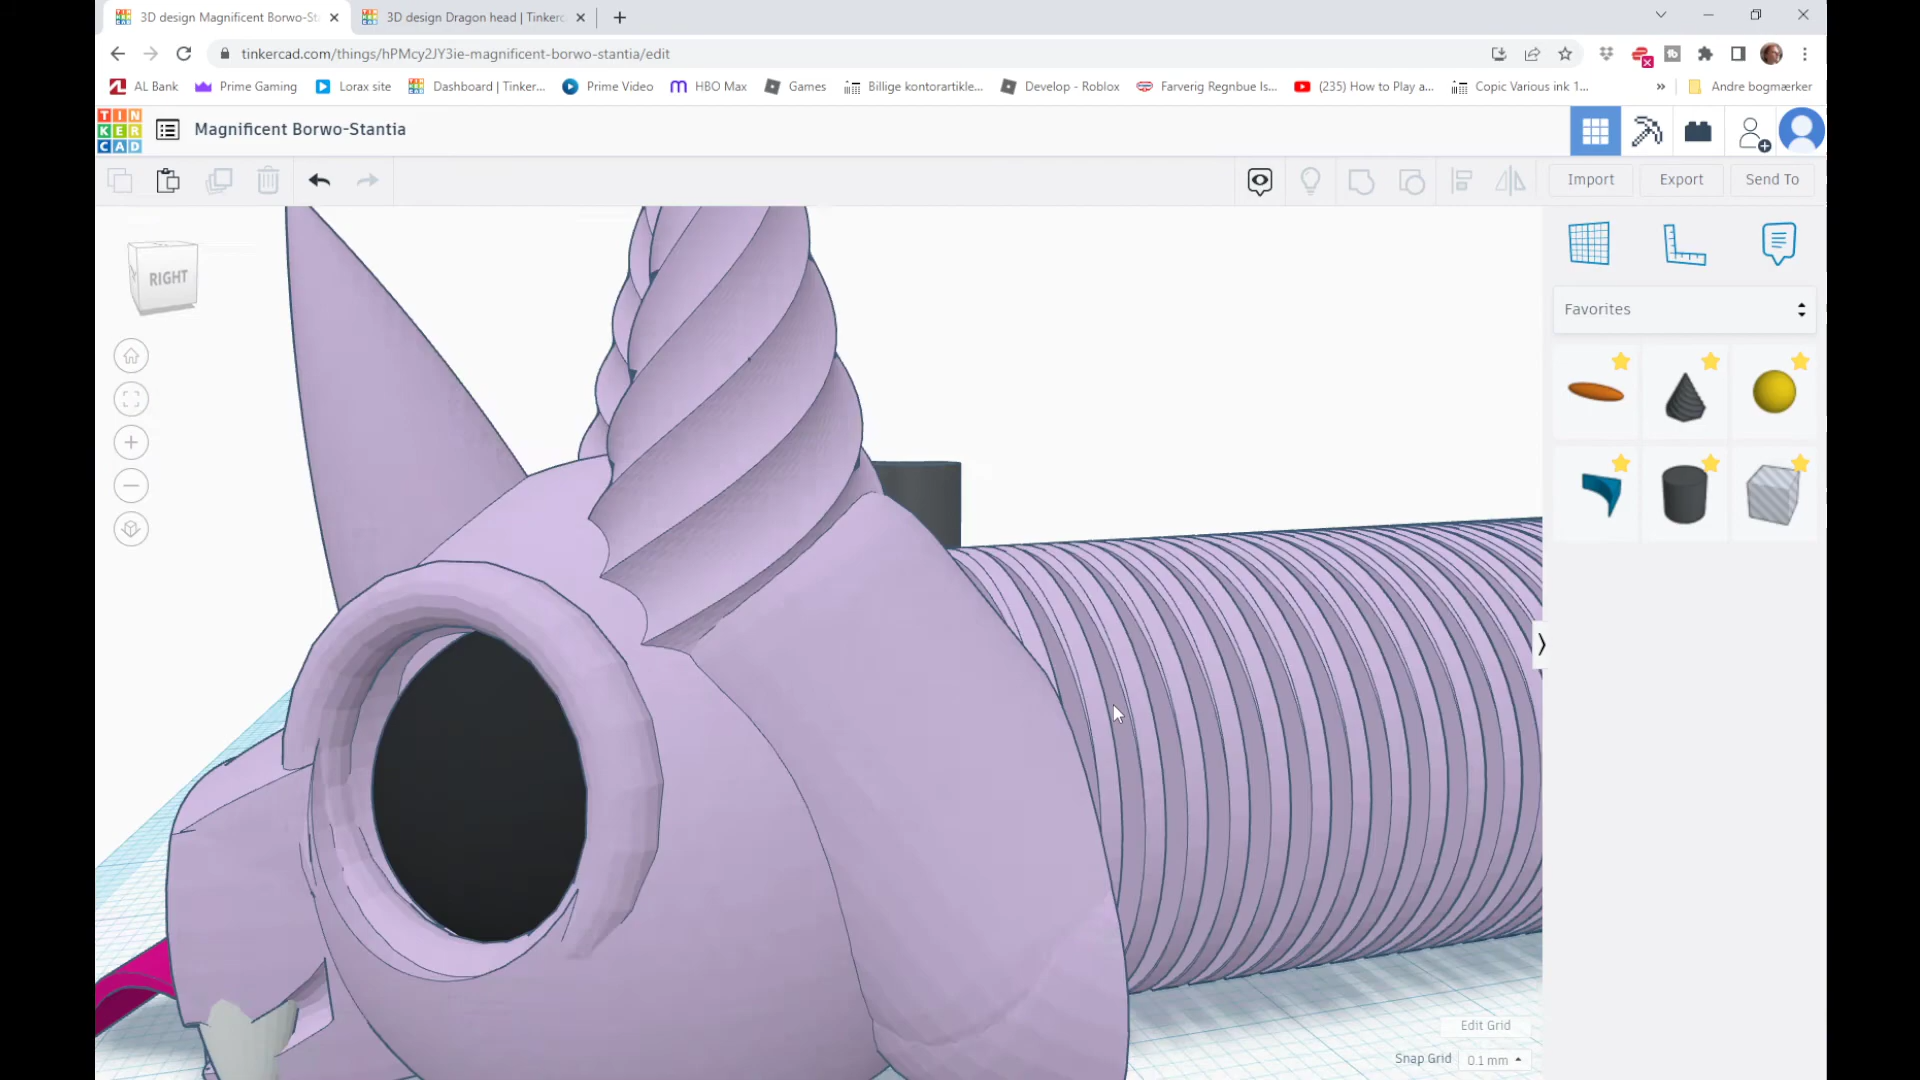 3D design Magnificent Borwo-St
3D design Dragon head | Tinkerc
tinkercad.com/things/hPMcy2JY3ie-magnificent-borwo-stantia/edit
AL Bank
Prime Gaming
Lorax site
Dashboard | Tinker...
Prime Video
HBO Max
Games
Billige kontorartikle...
Develop - Roblox
Farverig Regnbue Is...
(235) How to Play a...
Copic Various ink 1...
»
Andre bogmærker
TIN
KER
CAD
Magnificent Borwo-Stantia
Import
Export
Send To
RIGHT
Favorites
Edit Grid
Snap Grid
0.1 mm